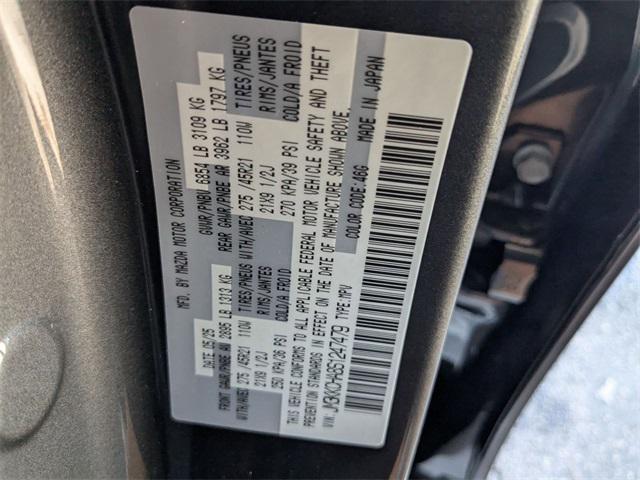 MFD. BY MAZDA MOTOR CORPORATION
DATE: 05/25 GVWR/PNBV 6854 LB 3109 KG
FRONT GAWR/PNBE AV 2895 LB 1313 KG REAR GAWR/PNBE AR 3962 LB 1797 KG
WITH/AVEC 275 /45R21 110W TIRES/PNEUS WITH/AVEC 275 /45R21 110W TIRES/PNEUS
21X9 1/2J RIMS/JANTES 21X9 1/2J RIMS/JANTES
250 KPA/36 PSI COLD/A FROID 270 KPA/39 PSI COLD/A FROID
THIS VEHICLE CONFORMS TO ALL APPLICABLE FEDERAL MOTOR VEHICLE SAFETY AND THEFT
PREVENTION STANDARDS IN EFFECT ON THE DATE OF MANUFACTURE SHOWN ABOVE.
VIN: TYPE:MPV COLOR CODE:46G MADE IN JAPAN